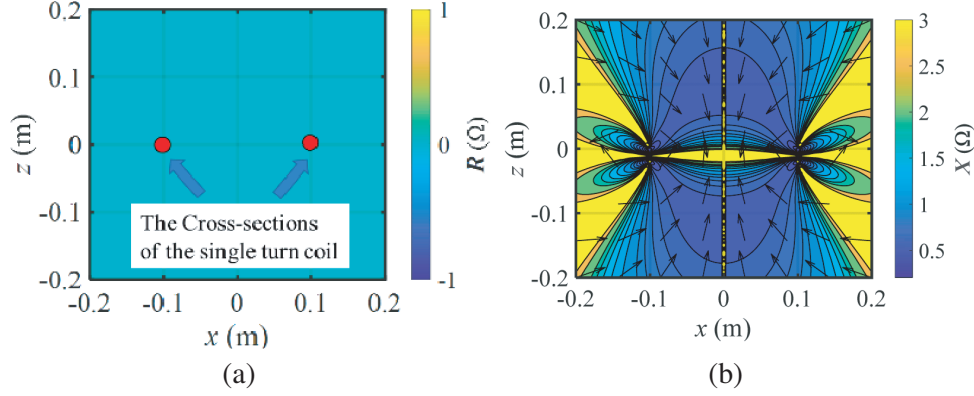 0.2
0.1
0
-0.1
-0.2
z (m)
-0.2 -0.1 0 0.1 0.2
x (m)
The Cross-sections
of the single turn coil
1
0
-1
R (Ω)
(a)
0.2
0.1
0
-0.1
-0.2
z (m)
-0.2 -0.1 0 0.1 0.2
x (m)
3
2.5
2
1.5
1
0.5
X (Ω)
(b)